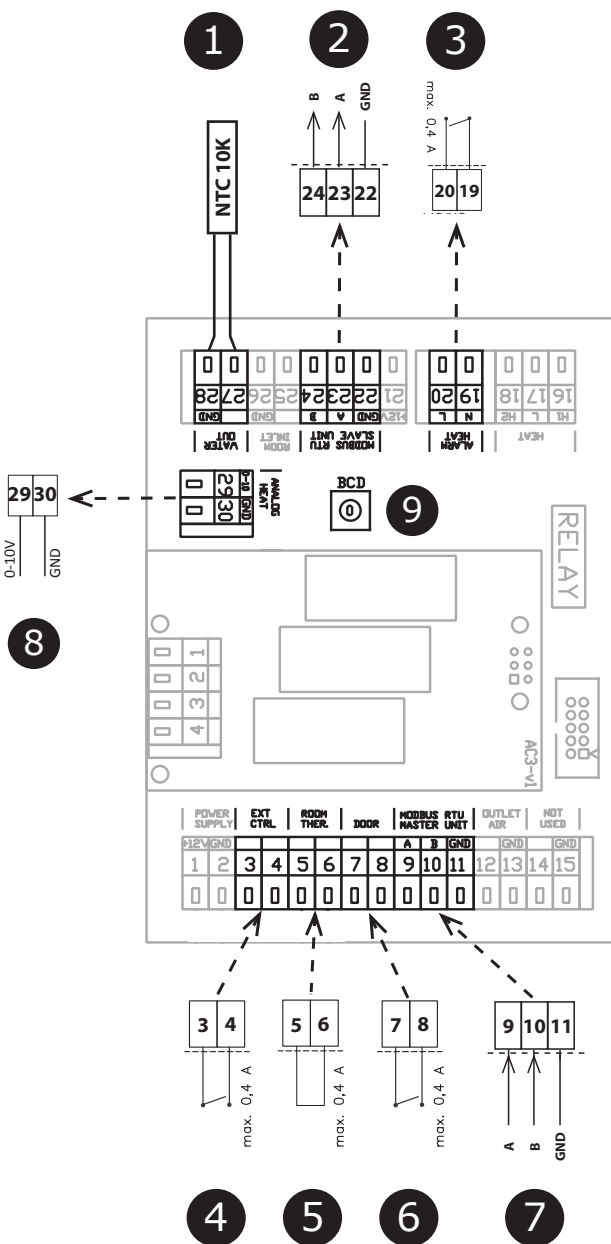 1 2 3
B A GND
max. 0,4 A
NTC 10K
24 23 22
20 19
28 27 26 25 24 23 22 21
20 19 18 17 16
GND GND B A GND +12V
L N H2 L H1
WATER OUT
ROOM INLET
MODBUS RTU SLAVE UNIT
ALARM HEAT
HEAT
29 30
0-10V GND
8
29 30
0-10 GND
ANALOG HEAT
BCD
0
9
RELAY
1
2
3
4
AC3-v1
POWER SUPPLY
EXT CTRL
ROOM THER.
DOOR
MODBUS RTU MASTER UNIT
OUTLET AIR
NOT USED
+12V GND A B GND GND GND
1 2 3 4 5 6 7 8 9 10 11 12 13 14 15
3 4
5 6
7 8
9 10 11
max. 0,4 A
max. 0,4 A
max. 0,4 A
A B GND
4 5 6 7